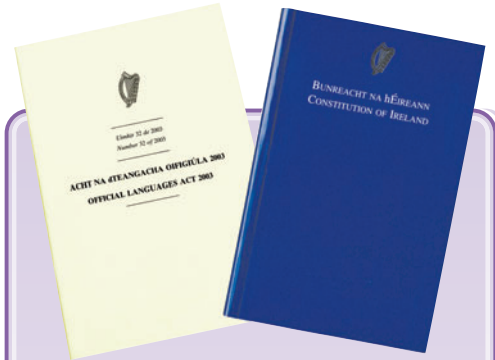 Uimhir 32 de 2003
Number 32 of 2003
ACHT NA dTEANGACHA OIFIGIÚLA 2003
OFFICIAL LANGUAGES ACT 2003
BUNREACHT NA hÉIREANN
CONSTITUTION OF IRELAND